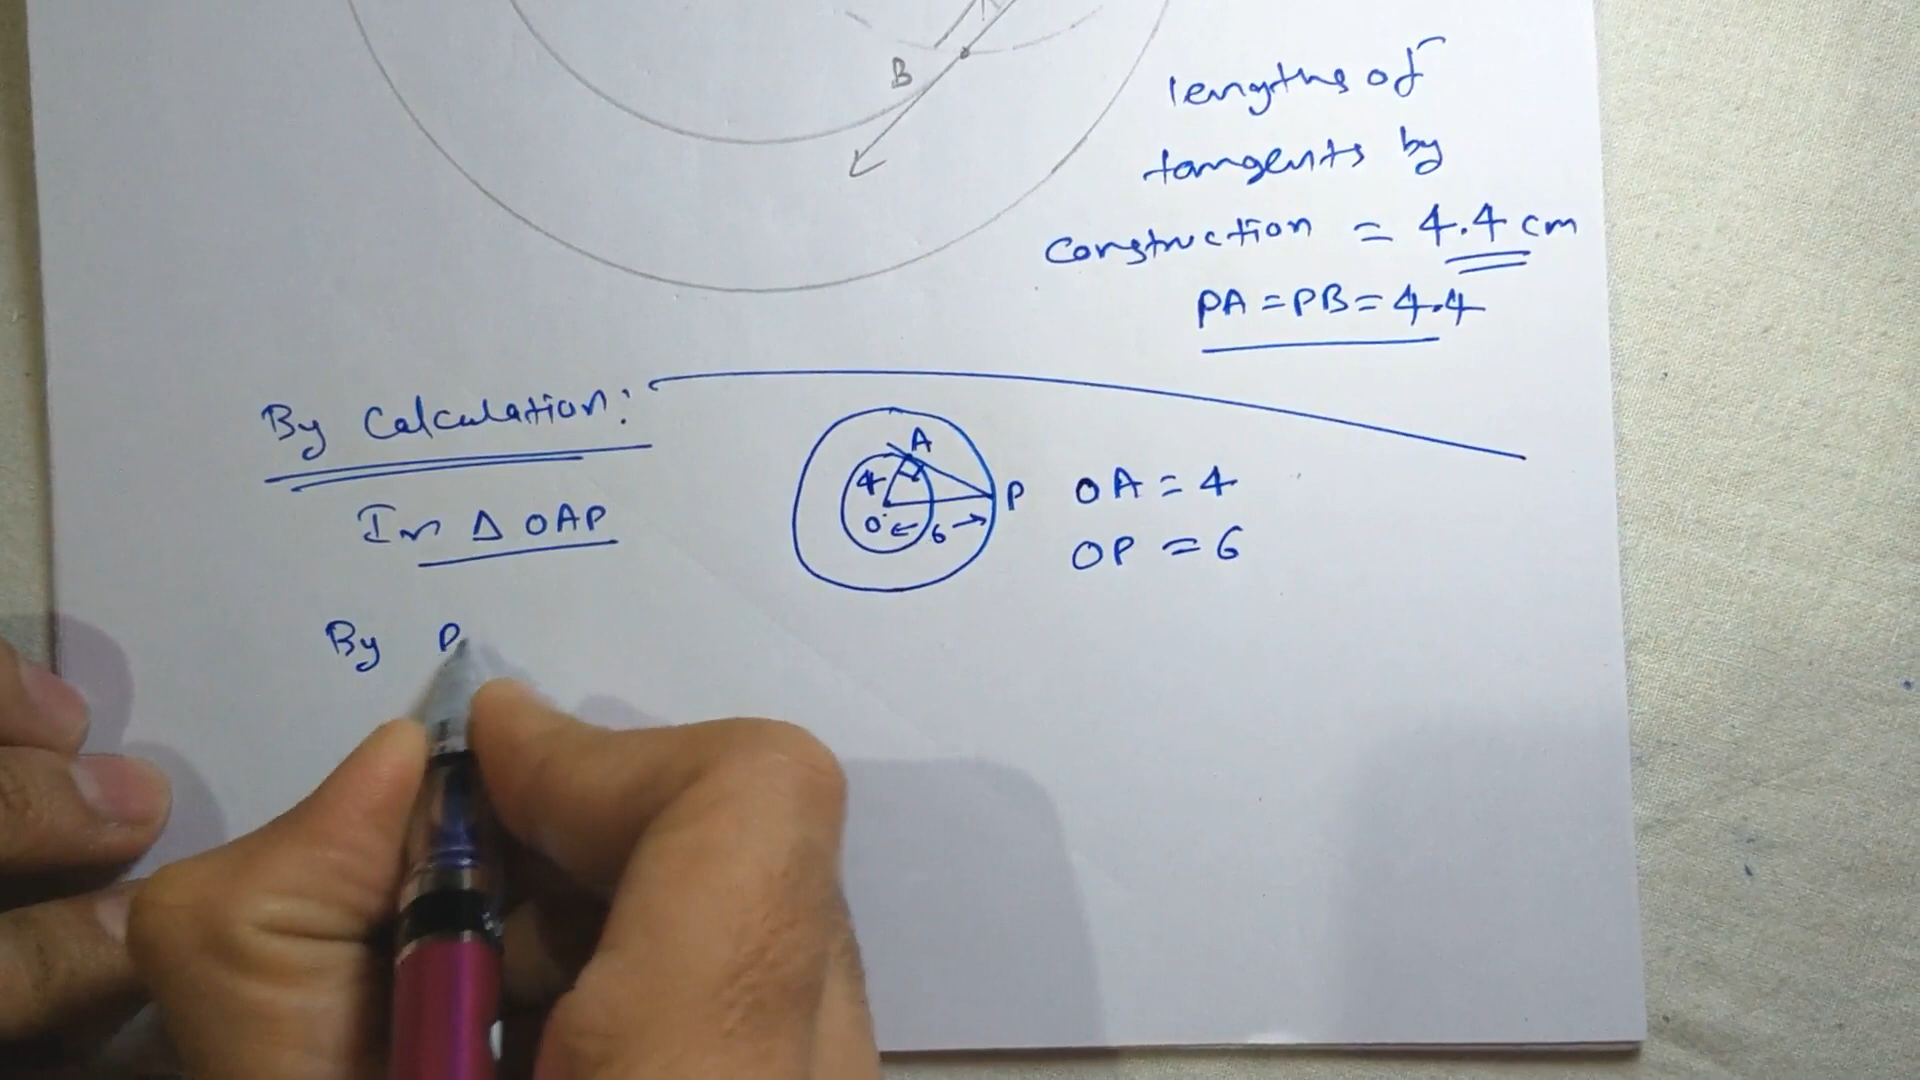 B
lengths of
tangents by
Construction = 4.4 cm
PA = PB = 4.4
By Calculation:
In Δ OAP
A
4
O
6
P
OA = 4
OP = 6
By P